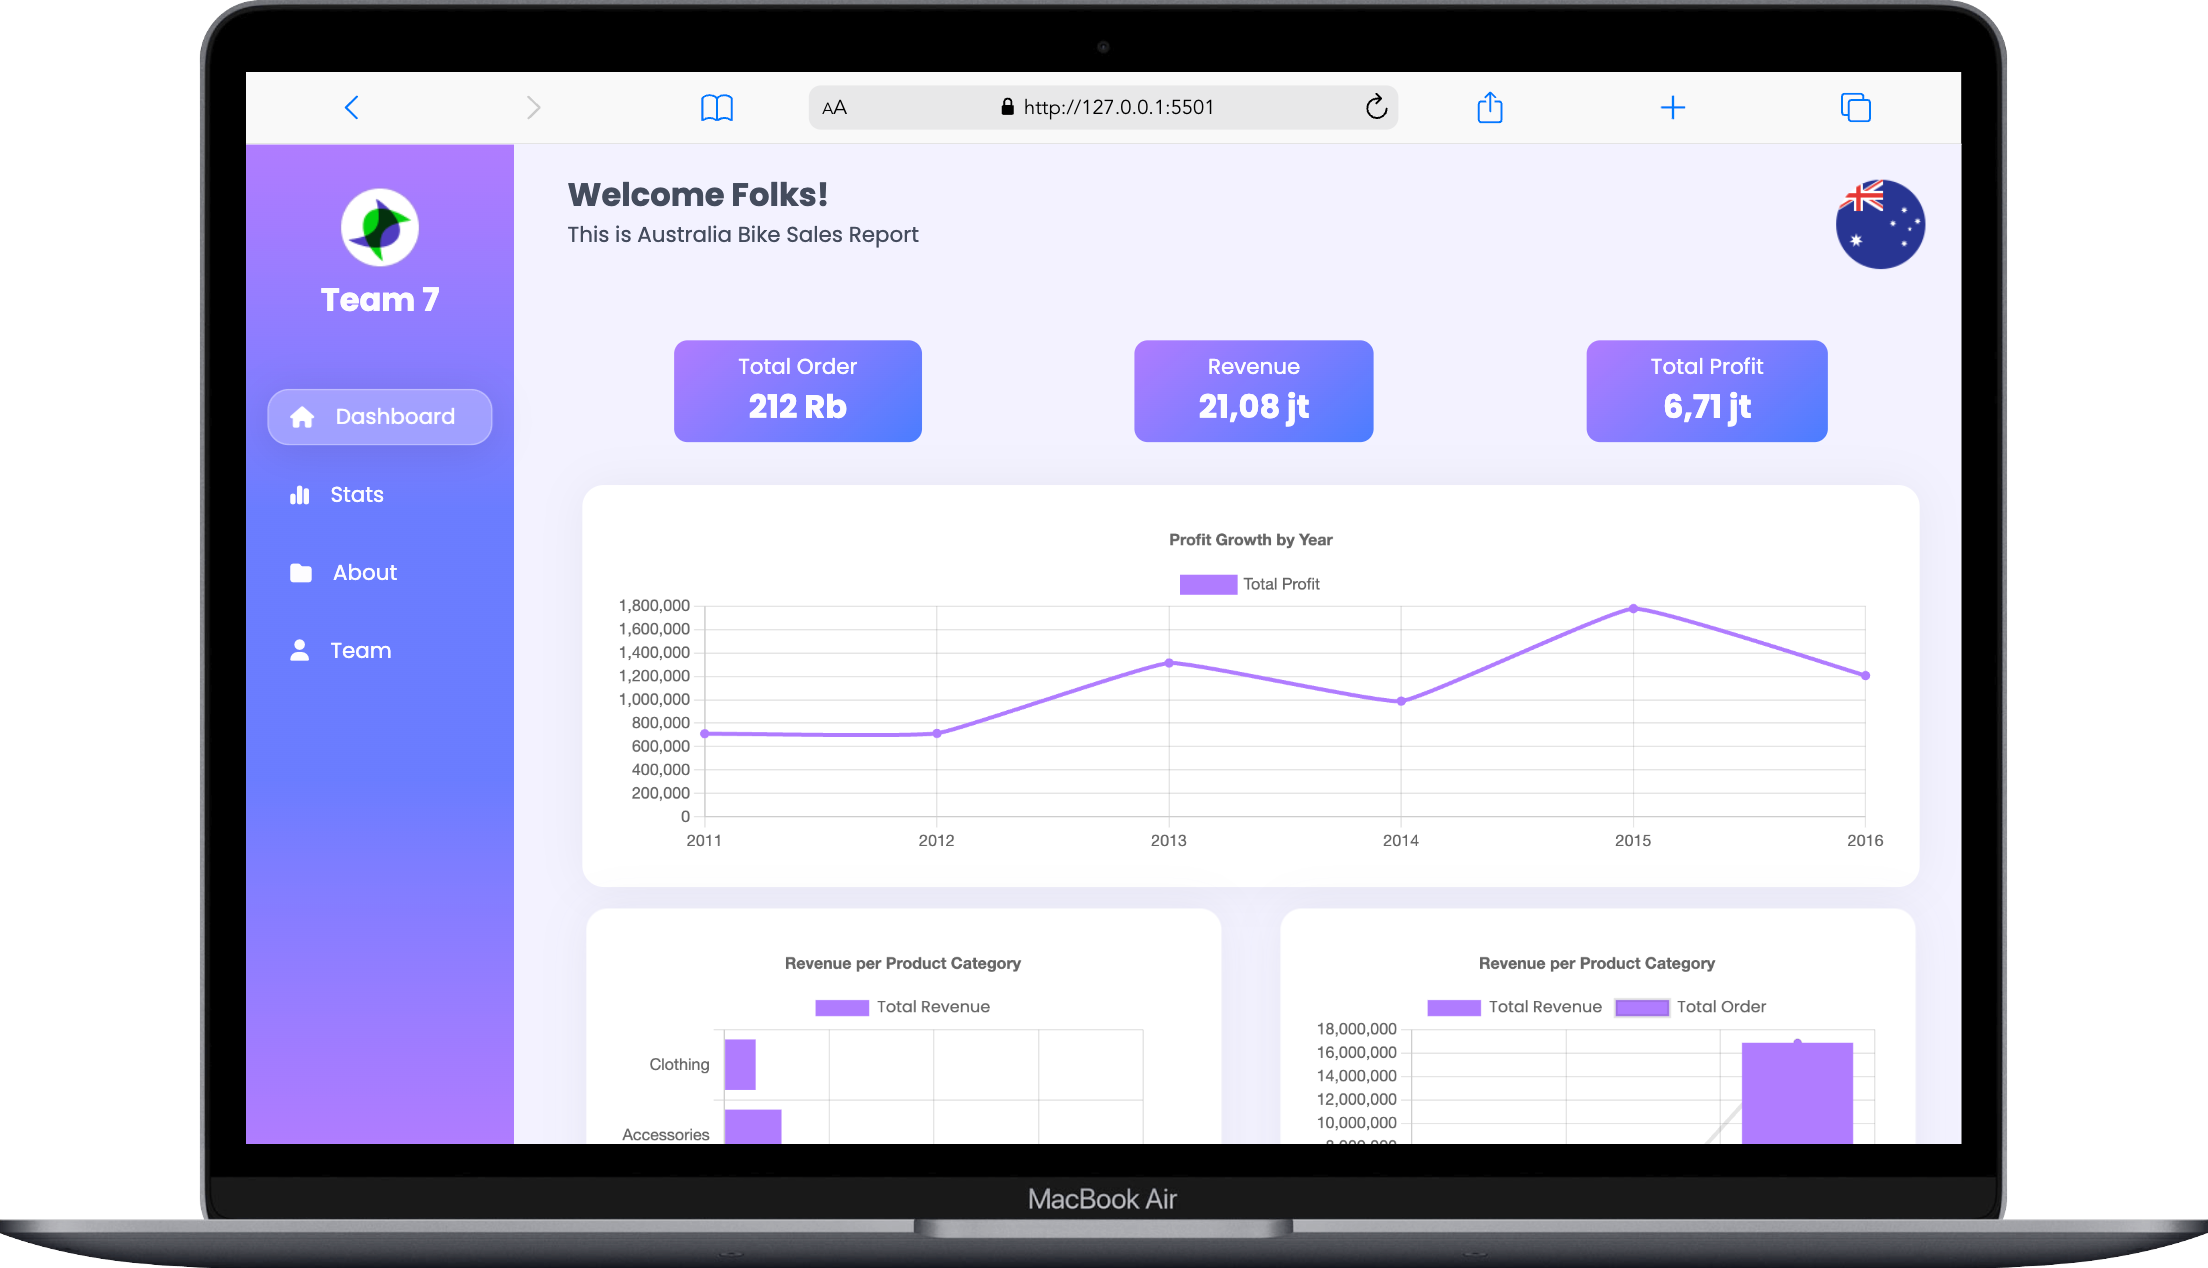 AA
http://127.0.0.1:5501
Team 7
Dashboard
Stats
About
Team
Welcome Folks!
This is Australia Bike Sales Report
Total Order
212 Rb
Revenue
21,08 jt
Total Profit
6,71 jt
Profit Growth by Year
Total Profit
1,800,000
1,600,000
1,400,000
1,200,000
1,000,000
800,000
600,000
400,000
200,000
0
2011 2012 2013 2014 2015 2016
Revenue per Product Category
Total Revenue
Clothing
Accessories
Revenue per Product Category
Total Revenue Total Order
18,000,000
16,000,000
14,000,000
12,000,000
10,000,000
MacBook Air